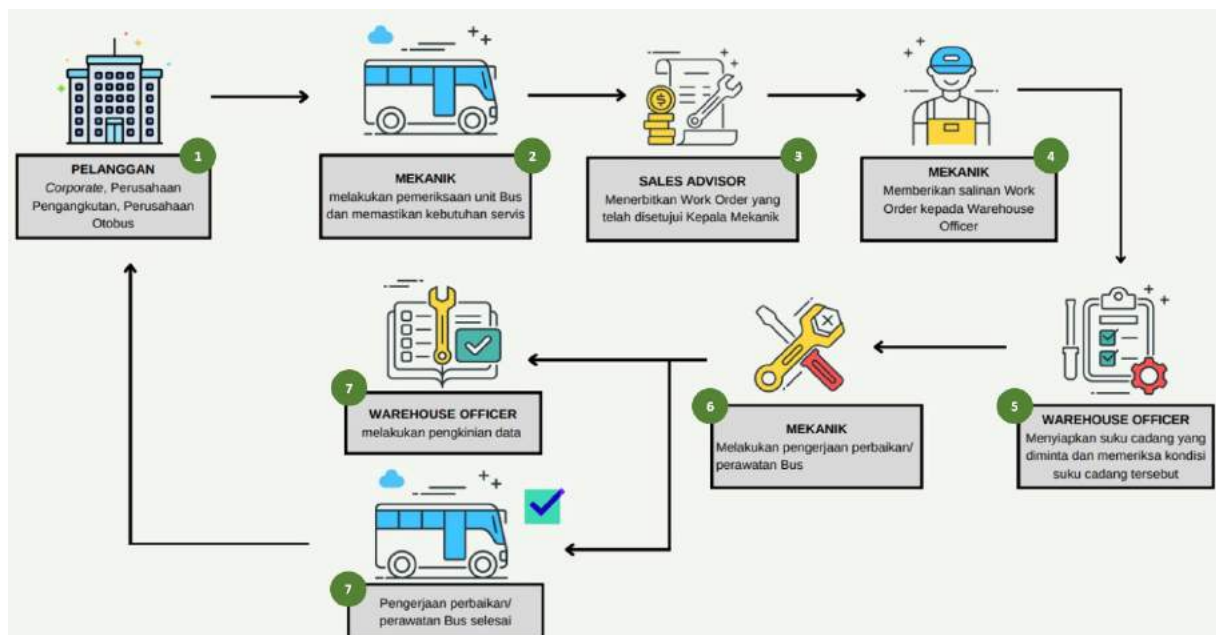 1
PELANGGAN
Corporate, Perusahaan
Pengangkutan, Perusahaan
Otobus
2
MEKANIK
melakukan pemeriksaan unit Bus
dan memastikan kebutuhan servis
3
SALES ADVISOR
Menerbitkan Work Order yang
telah disetujui Kepala Mekanik
4
MEKANIK
Memberikan salinan Work
Order kepada Warehouse
Officer
5
WAREHOUSE OFFICER
Menyiapkan suku cadang yang
diminta dan memeriksa kondisi
suku cadang tersebut
6
MEKANIK
Melakukan pengerjaan perbaikan/
perawatan Bus
7
WAREHOUSE OFFICER
melakukan pengkinian data
7
Pengerjaan perbaikan/
perawatan Bus selesai